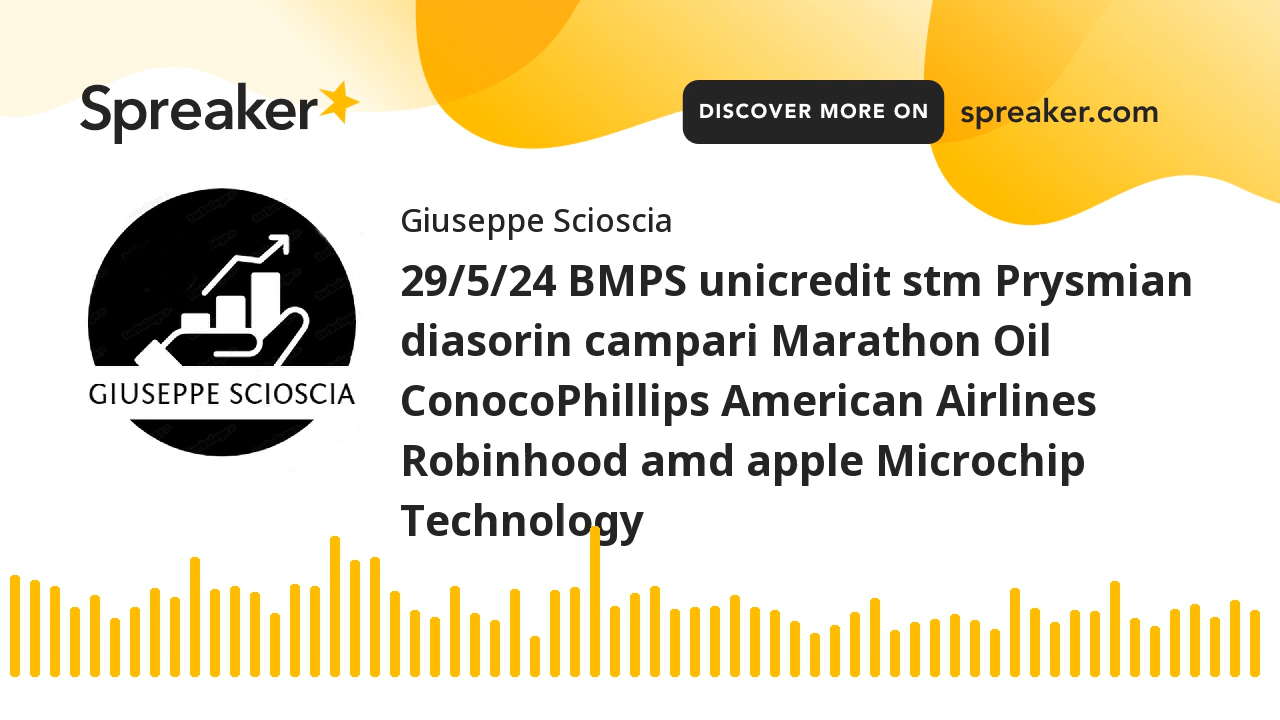 Spreaker
DISCOVER MORE ON spreaker.com
GIUSEPPE SCIOSCIA
Giuseppe Scioscia
29/5/24 BMPS unicredit stm Prysmian
diasorin campari Marathon Oil
ConocoPhillips American Airlines
Robinhood amd apple Microchip
Technology